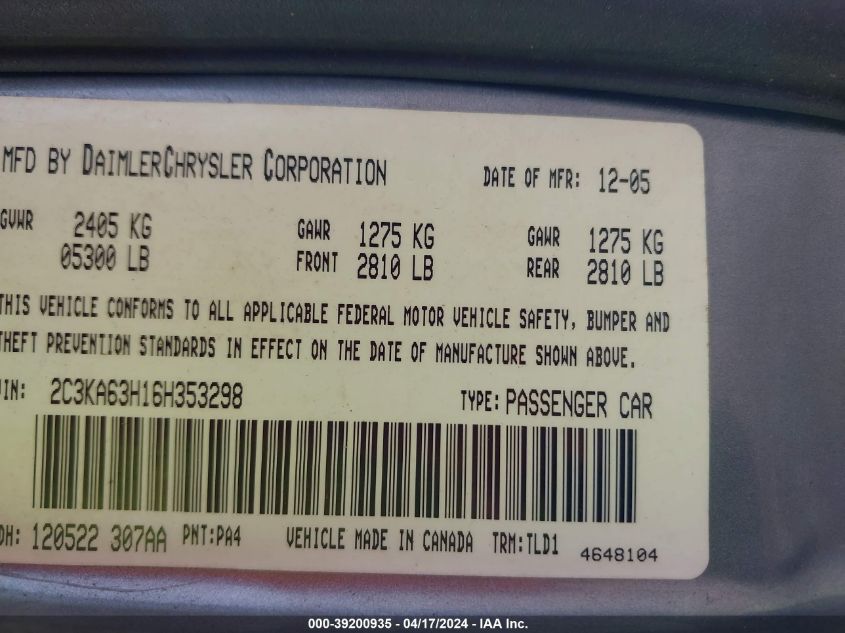 MFD BY DAIMLERCHRYSLER CORPORATION DATE OF MFR: 12-05
GVWR 2405 KG GAWR 1275 KG GAWR 1275 KG
05300 LB FRONT 2810 LB REAR 2810 LB
THIS VEHICLE CONFORMS TO ALL APPLICABLE FEDERAL MOTOR VEHICLE SAFETY, BUMPER AND
THEFT PREVENTION STANDARDS IN EFFECT ON THE DATE OF MANUFACTURE SHOWN ABOVE.
VIN: 2C3KA63H16H353298 TYPE: PASSENGER CAR
DH: 120522 307AA PNT:PA4 VEHICLE MADE IN CANADA TRM:TLD1 4648104
000-39200935 - 04/17/2024 - IAA Inc.